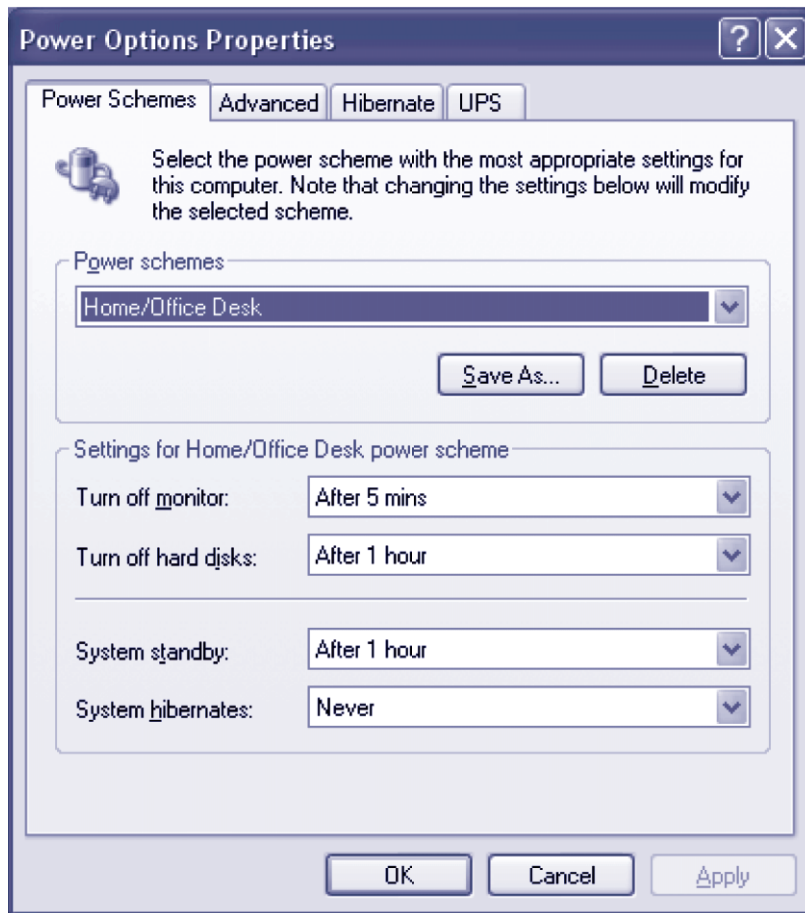 Power Options Properties
Power Schemes Advanced Hibernate UPS
Select the power scheme with the most appropriate settings for
this computer. Note that changing the settings below will modify
the selected scheme.
Power schemes
Home/Office Desk
Save As... Delete
Settings for Home/Office Desk power scheme
Turn off monitor: After 5 mins
Turn off hard disks: After 1 hour
System standby: After 1 hour
System hibernates: Never
OK Cancel Apply